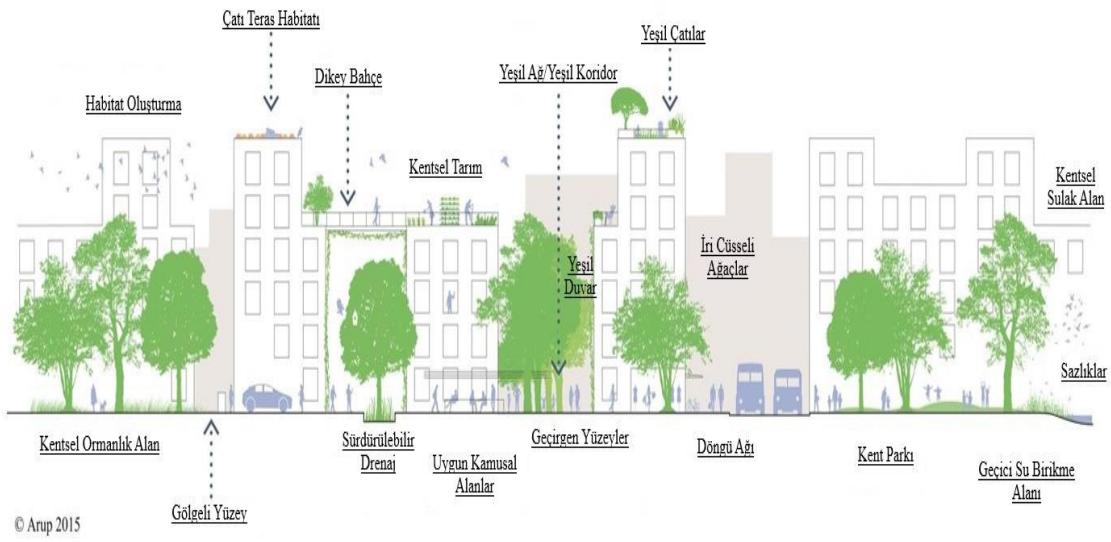 Çatı Teras Habitatı
Yeşil Çatılar
Dikey Bahçe
Yeşil Ağ/Yeşil Koridor
Habitat Oluşturma
Kentsel Tarım
Kentsel
Sulak Alan
İri Cüsseli
Ağaçlar
Yeşil
Duvar
Sazlıklar
Kentsel Ormanlık Alan
Sürdürülebilir
Drenaj
Uygun Kamusal
Alanlar
Geçirgen Yüzeyler
Döngü Ağı
Kent Parkı
Geçici Su Birikme
Alanı
Gölgeli Yüzey
© Arup 2015